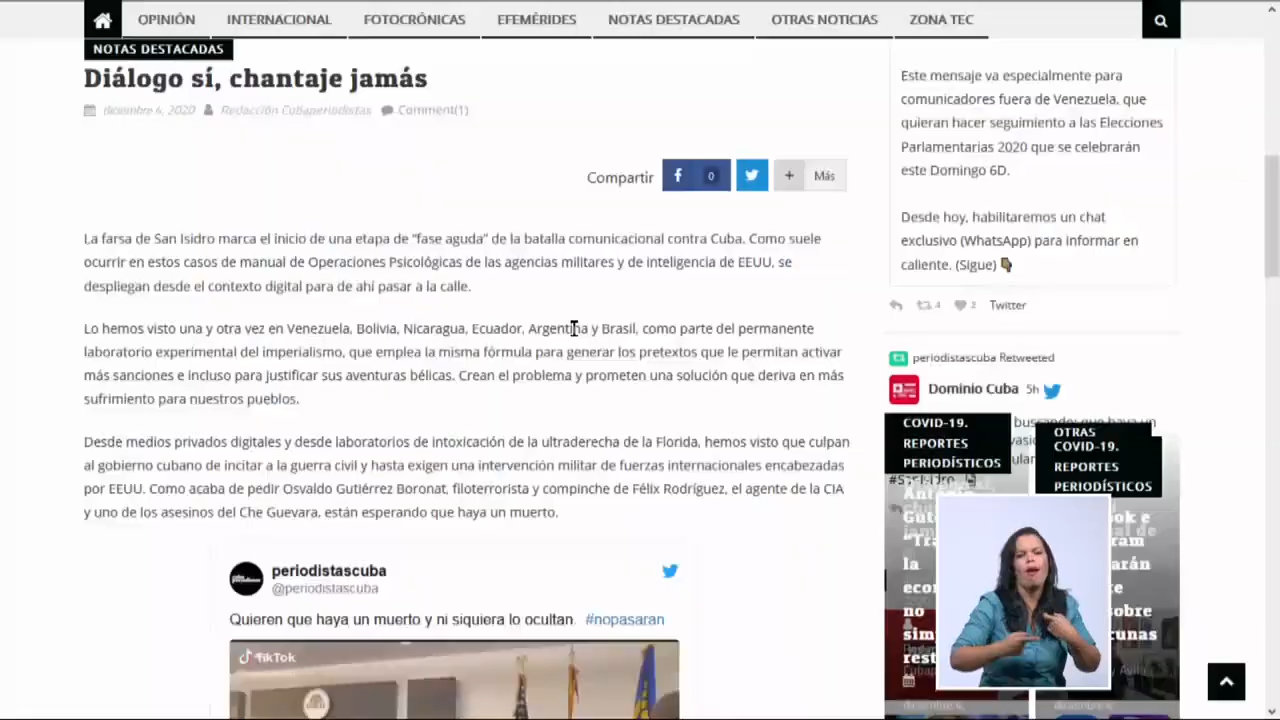 OPINIÓN INTERNACIONAL FOTOCRÓNICAS EFEMÉRIDES NOTAS DESTACADAS OTRAS NOTICIAS ZONA TEC
NOTAS DESTACADAS
Diálogo sí, chantaje jamás
diciembre 4, 2020 Redacción Cubaperiodistas Comment(1)
Compartir 0 + Más
La farsa de San Isidro marca el inicio de una etapa de “fase aguda” de la batalla comunicacional contra Cuba. Como suele
ocurrir en estos casos de manual de Operaciones Psicológicas de las agencias militares y de inteligencia de EEUU, se
despliegan desde el contexto digital para de ahí pasar a la calle.
Lo hemos visto una y otra vez en Venezuela, Bolivia, Nicaragua, Ecuador, Argentina y Brasil, como parte del permanente
laboratorio experimental del imperialismo, que emplea la misma fórmula para generar los pretextos que le permitan activar
más sanciones e incluso para justificar sus aventuras bélicas. Crean el problema y prometen una solución que deriva en más
sufrimiento para nuestros pueblos.
Desde medios privados digitales y desde laboratorios de intoxicación de la ultraderecha de la Florida, hemos visto que culpan
al gobierno cubano de incitar a la guerra civil y hasta exigen una intervención militar de fuerzas internacionales encabezadas
por EEUU. Como acaba de pedir Osvaldo Gutiérrez Boronat, filoterrorista y compinche de Félix Rodríguez, el agente de la CIA
y uno de los asesinos del Che Guevara, están esperando que haya un muerto.
periodistascuba
@periodistascuba
Quieren que haya un muerto y ni siquiera lo ocultan. #nopasaran
TikTok
Este mensaje va especialmente para
comunicadores fuera de Venezuela, que
quieran hacer seguimiento a las Elecciones
Parlamentarias 2020 que se celebrarán
este Domingo 6D.
Desde hoy, habilitaremos un chat
exclusivo (WhatsApp) para informar en
caliente. (Sigue)
4 2 Twitter
periodistascuba Retweeted
Dominio Cuba 5h
COVID-19.
REPORTES
PERIODÍSTICOS
OTRAS
COVID-19.
REPORTES
PERIODÍSTICOS